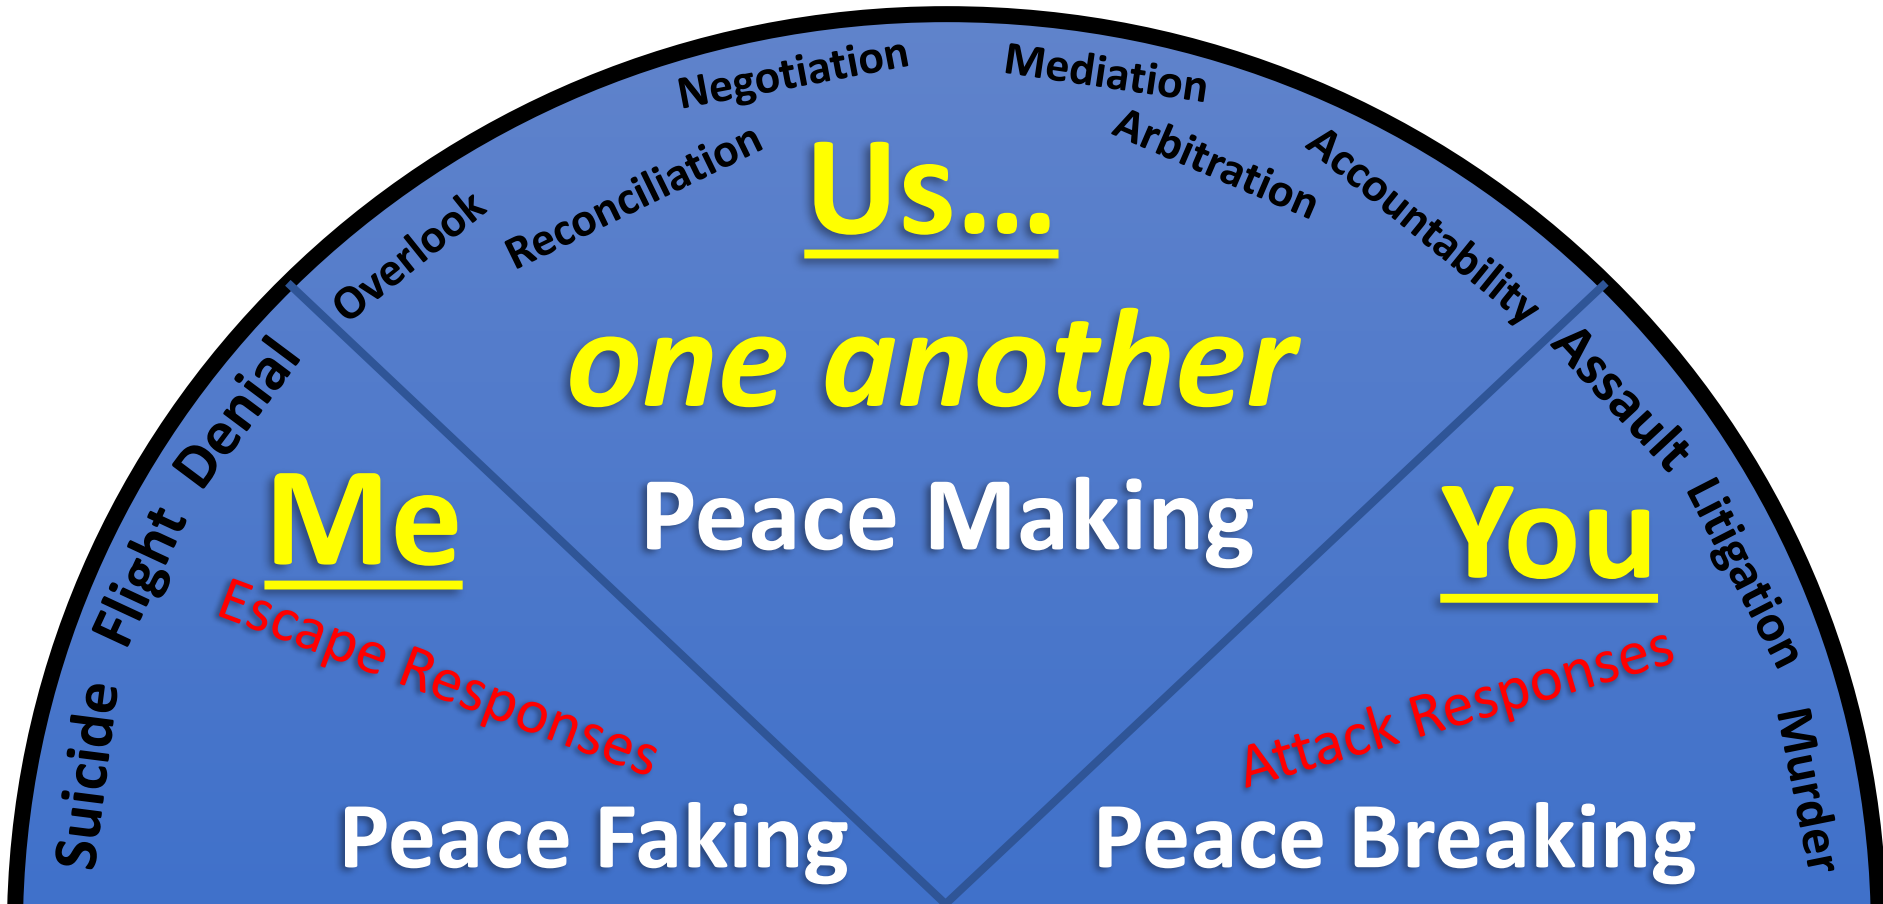 Negotiation
Mediation
Overlook
Reconciliation
Arbitration
Accountability
Us...
one another
Peace Making
Denial
Flight
Suicide
Me
Escape Responses
Peace Faking
Assault
Litigation
Murder
You
Attack Responses
Peace Breaking